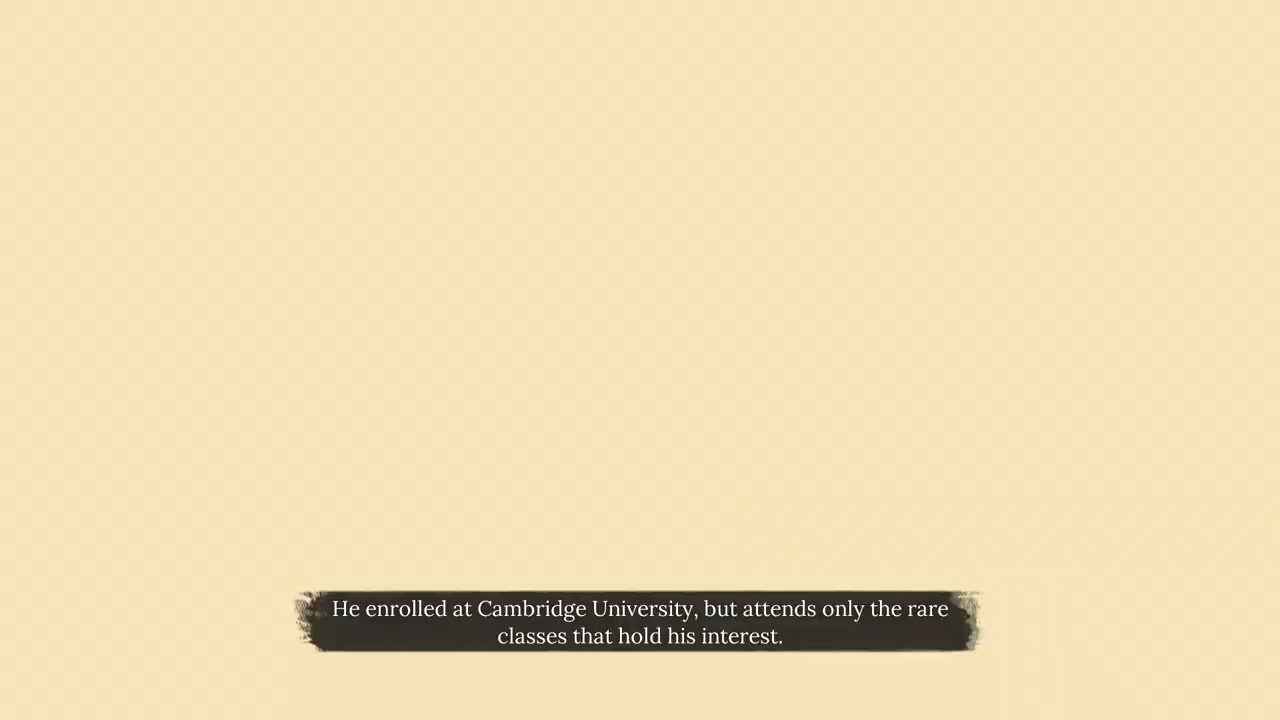 He enrolled at Cambridge University, but attends only the rare
classes that hold his interest.